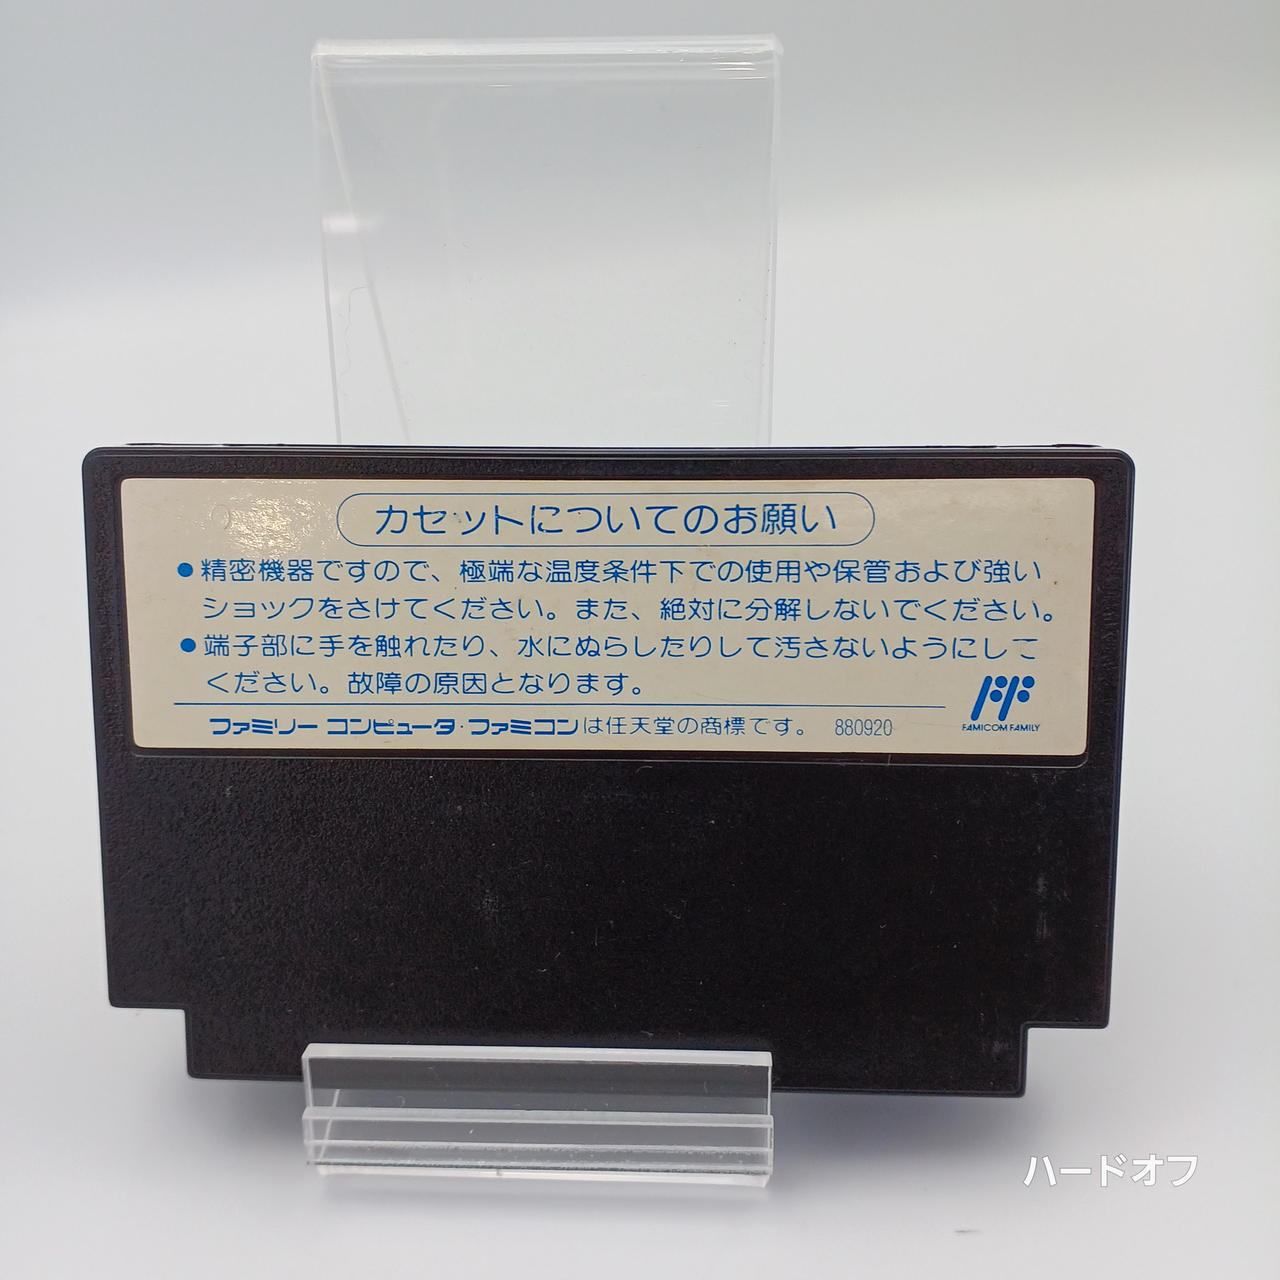 カセットについてのお願い
●精密機器ですので、極端な温度条件下での使用や保管および強い
ショックをさけてください。また、絶対に分解しないでください。
●端子部に手を触れたり、水にぬらしたりして汚さないようにして
ください。故障の原因となります。
ファミリー コンピュータ・ファミコンは任天堂の商標です。 880920
FAMICOM FAMILY
ハードオフ